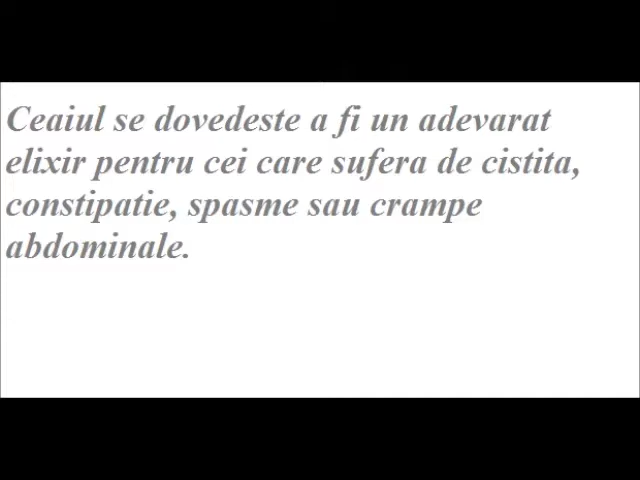 Ceaiul se dovedeste a fi un adevarat
elixir pentru cei care sufera de cistita,
constipatie, spasme sau crampe
abdominale.